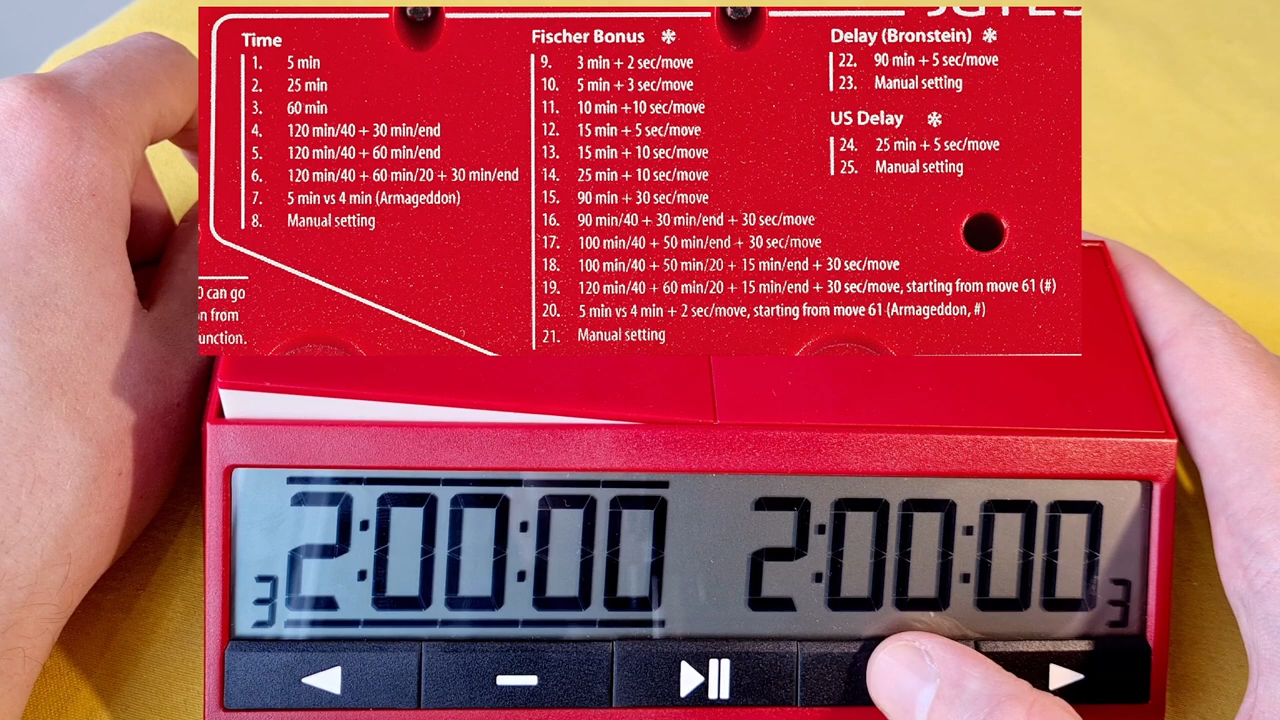 Time
1. 5 min
2. 25 min
3. 60 min
4. 120 min/40 + 30 min/end
5. 120 min/40 + 60 min/end
6. 120 min/40 + 60 min/20 + 30 min/end
7. 5 min vs 4 min (Armageddon)
8. Manual setting
can go
from
Fischer Bonus ✻
9. 3 min + 2 sec/move
10. 5 min + 3 sec/move
11. 10 min +10 sec/move
12. 15 min + 5 sec/move
13. 15 min + 10 sec/move
14. 25 min + 10 sec/move
15. 90 min + 30 sec/move
16. 90 min/40 + 30 min/end + 30 sec/move
17. 100 min/40 + 50 min/end + 30 sec/move
18. 100 min/40 + 50 min/20 + 15 min/end + 30 sec/move
19. 120 min/40 + 60 min/20 + 15 min/end + 30 sec/move, starting from move 61 (#)
20. 5 min vs 4 min + 2 sec/move, starting from move 61 (Armageddon, #)
21. Manual setting
Delay (Bronstein) ✻
22. 90 min + 5 sec/move
23. Manual setting
US Delay ✻
24. 25 min + 5 sec/move
25. Manual setting
3 2:00:00 2:00:00 3